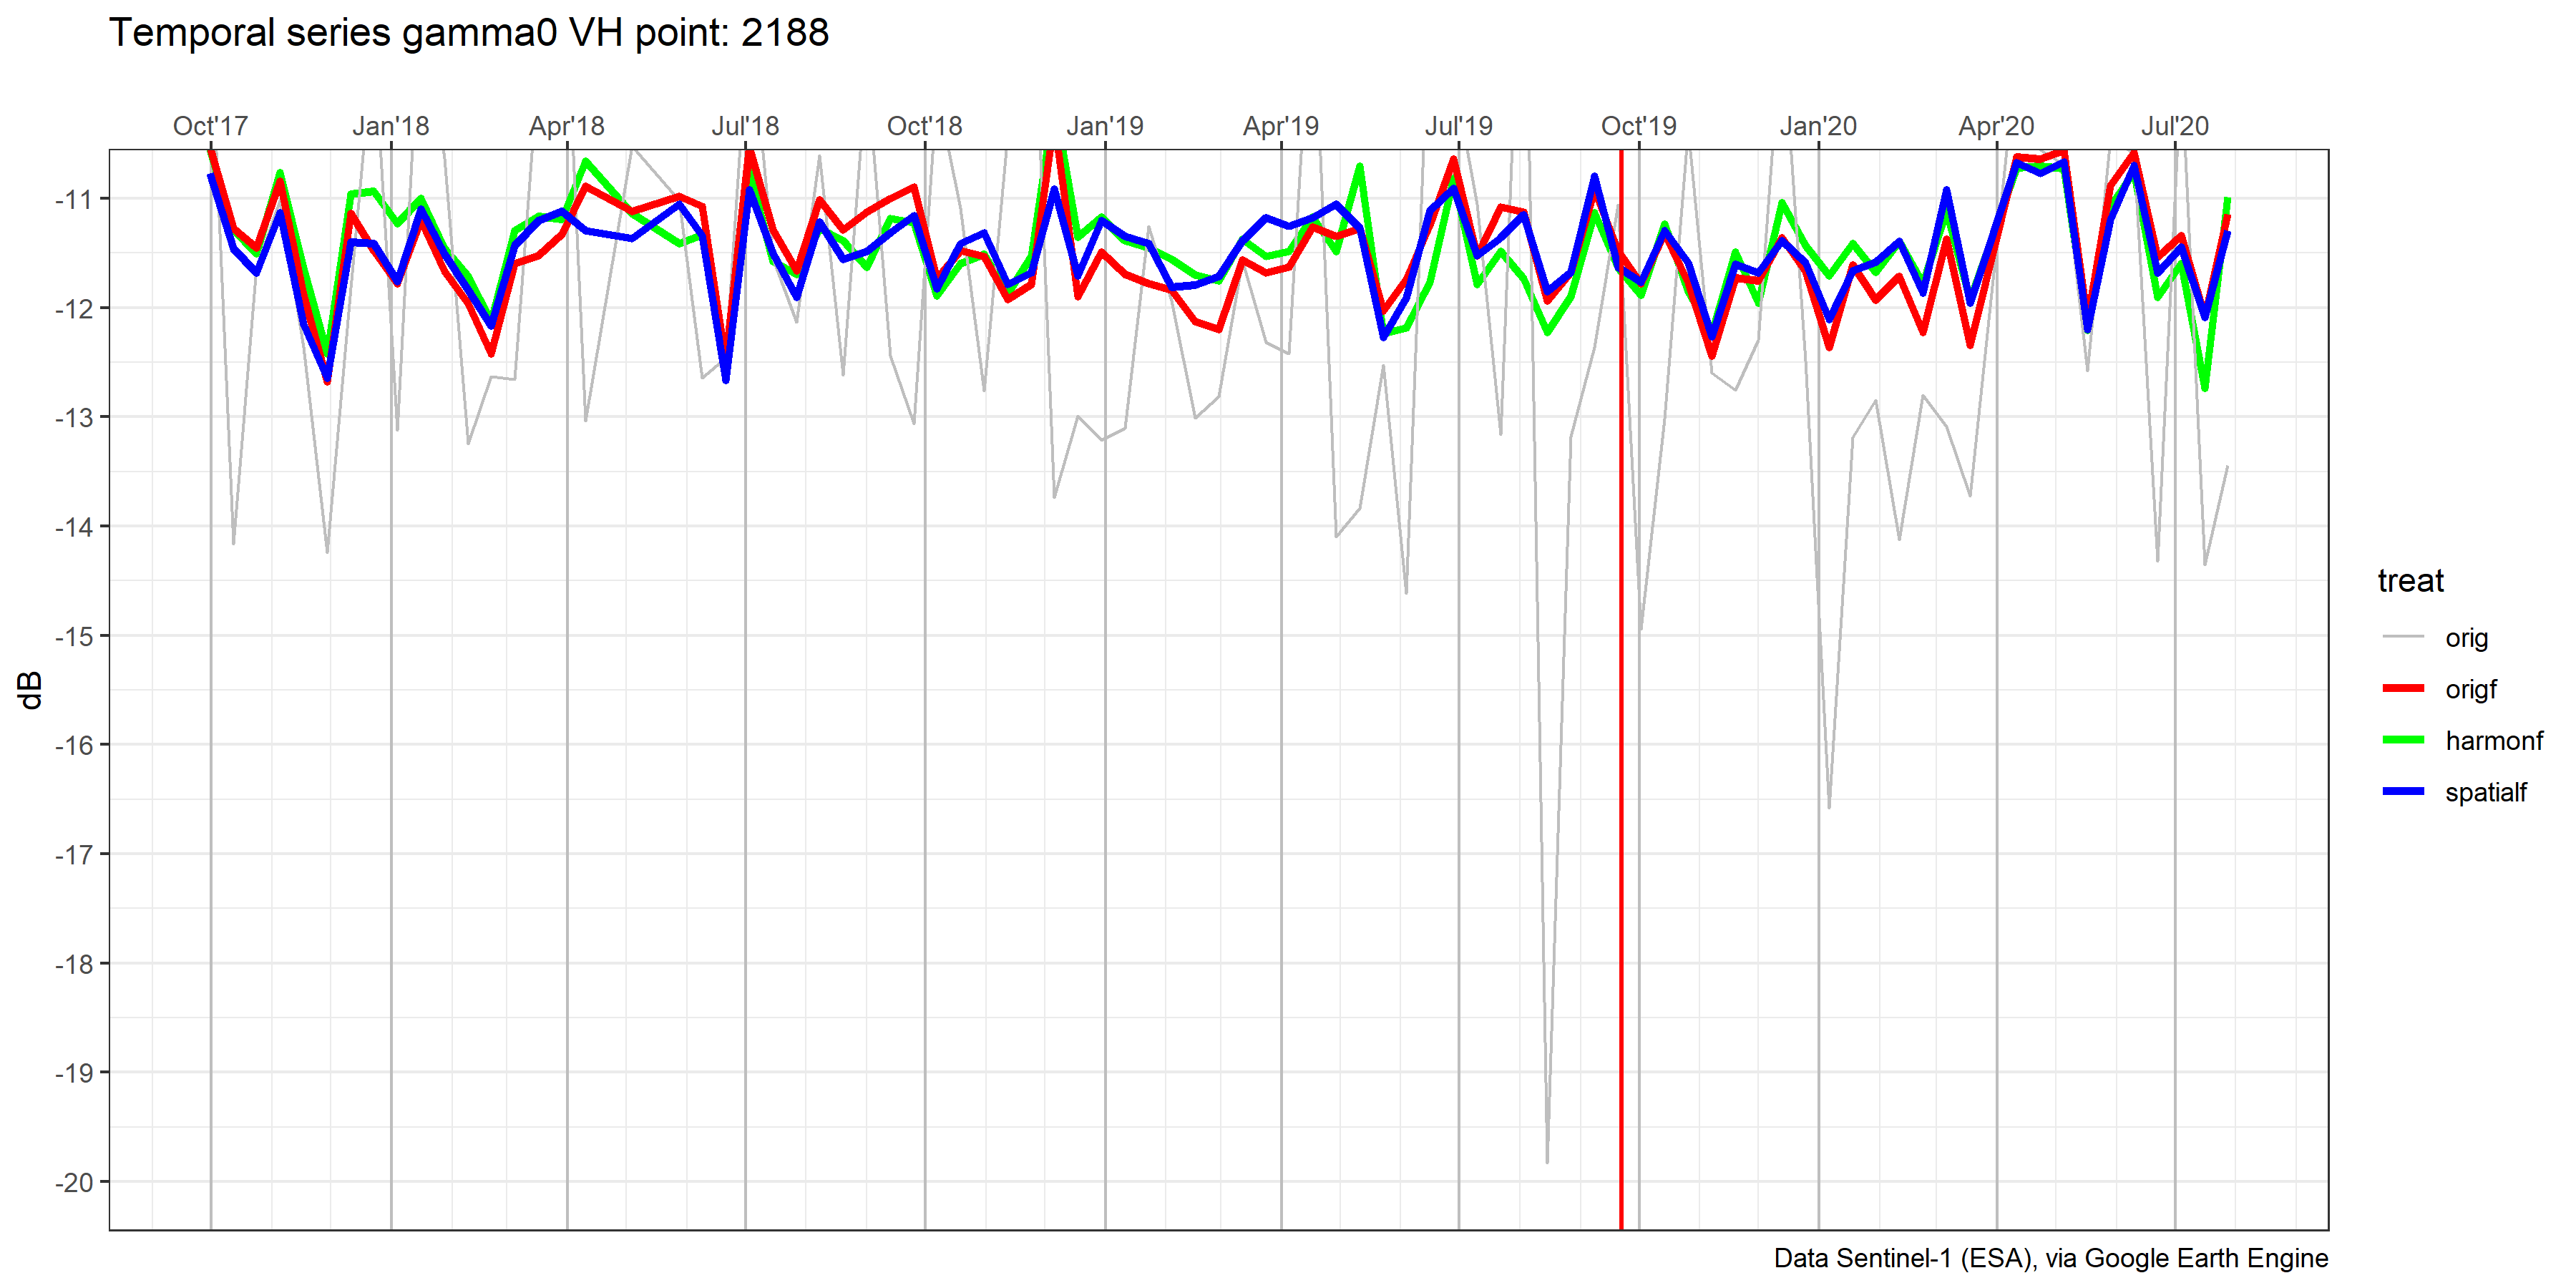 Temporal series gamma0 VH point: 2188
Oct'17 Jan'18 Apr'18 Jul'18 Oct'18 Jan'19 Apr'19 Jul'19 Oct'19 Jan'20 Apr'20 Jul'20
-11
-12
-13
-14
-15
-16
-17
-18
-19
-20
dB
treat
orig
origf
harmonf
spatialf
Data Sentinel-1 (ESA), via Google Earth Engine